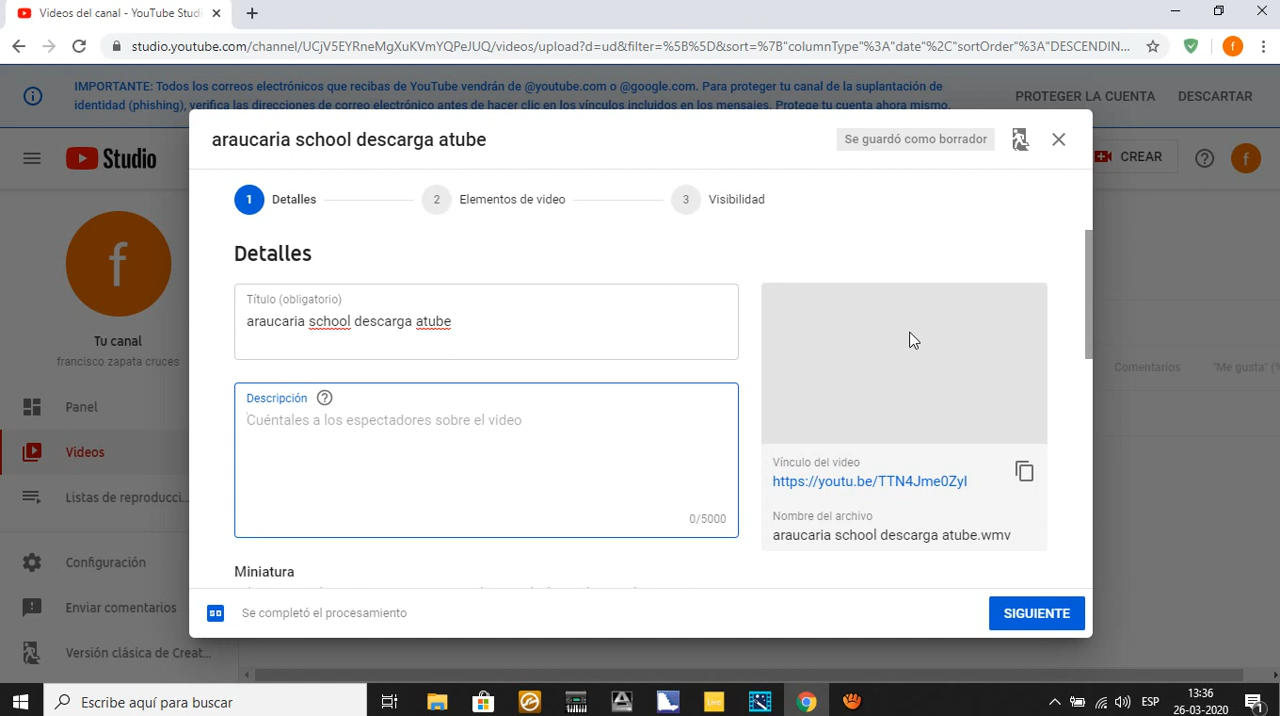 Videos del canal - YouTube Studi
studio.youtube.com/channel/UCjV5EYRneMgXuKVmYQPeJUQ/videos/upload?d=ud&filter=%5B%5D&sort=%7B"columnType"%3A"date"%2C"sortOrder"%3A"DESCENDIN...
f
IMPORTANTE: Todos los correos electrónicos que recibas de YouTube vendrán de @youtube.com o @google.com. Para proteger tu canal de la suplantación de
identidad (phishing), verifica las direcciones de correo electrónico antes de hacer clic en los vínculos incluidos en los mensajes. Protege tu cuenta ahora mismo.
PROTEGER LA CUENTA
DESCARTAR
Studio
CREAR
f
araucaria school descarga atube
Se guardó como borrador
1 Detalles
2 Elementos de video
3 Visibilidad
f
Tu canal
francisco zapata cruces
Panel
Videos
Listas de reproducci...
Configuración
Enviar comentarios
Versión clásica de Creat...
Detalles
Título (obligatorio)
araucaria school descarga atube
Descripción
Cuéntales a los espectadores sobre el video
0/5000
Miniatura
Vínculo del video
https://youtu.be/TTN4Jme0ZyI
Nombre del archivo
araucaria school descarga atube.wmv
Comentarios
"Me gusta" (%
SD
Se completó el procesamiento
SIGUIENTE
Escribe aquí para buscar
LIVE
ESP
13:36
26-03-2020
1